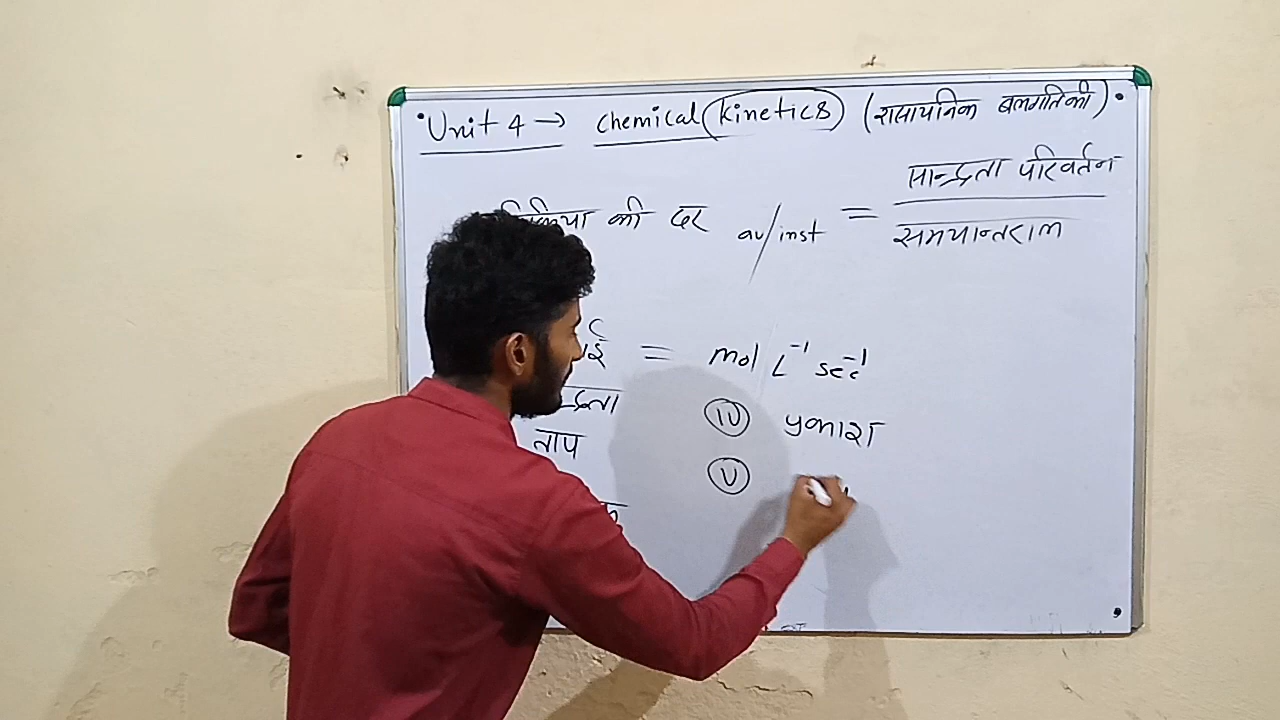 Unit 4 → Chemical Kinetics (रासायनिक बलगतिकी)
की दर av/inst = सान्द्रता परिवर्तन / समयान्तराल
= mol L⁻¹ sec⁻¹
ताप
(iv) प्रकाश
(v)